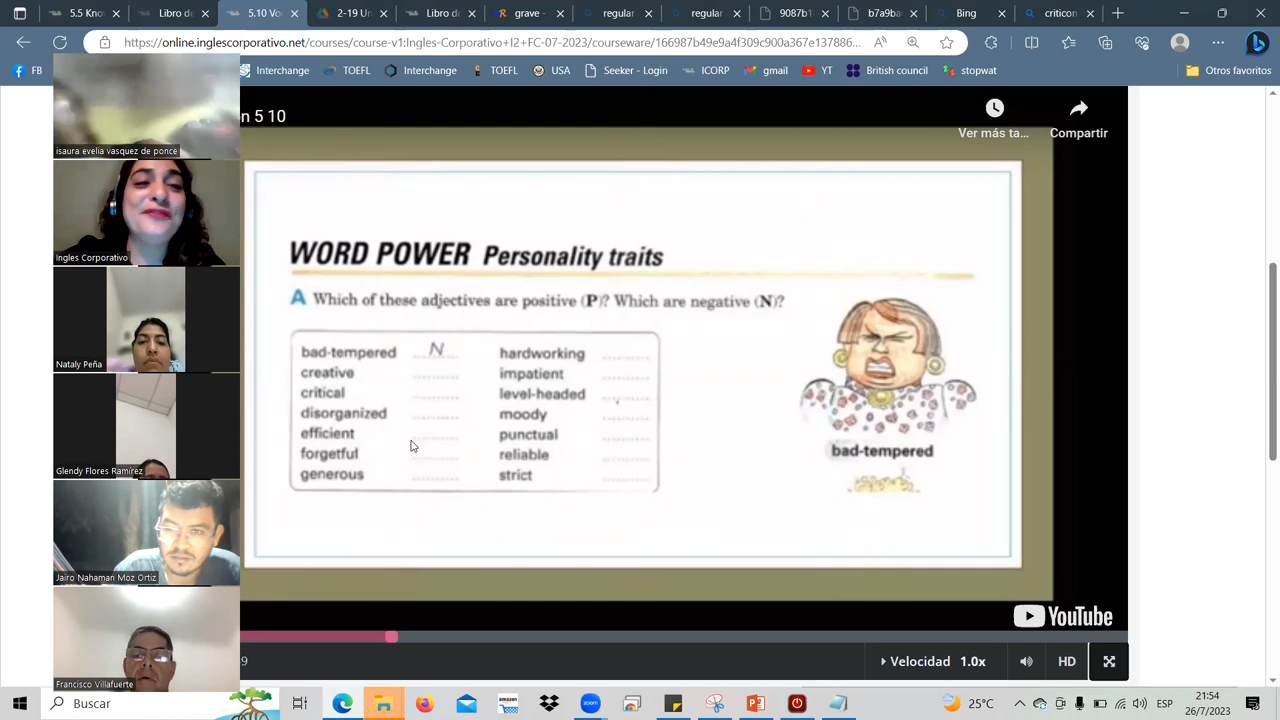 5.5 Kno
Libro de
5.10 Vo
2-19 Un
Libro d
grave -
regular
regular
9087b1
b7a9ba
Bing
criticon
https://online.inglescorporativo.net/courses/course-v1:Ingles-Corporativo+I2+FC-07-2023/courseware/166987b49e9a4f309c900a367e137886...
FB
Interchange
TOEFL
Interchange
TOEFL
USA
Seeker - Login
ICORP
gmail
YT
British council
stopwat
Otros favoritos
n 5 10
Ver más ta...
Compartir
isaura evelia vasquez de ponce
Ingles Corporativo
Nataly Peña
Glendy Flores Ramírez
Jairo Nahaman Moz Ortiz
Francisco Villafuerte
WORD POWER Personality traits
A Which of these adjectives are positive (P)? Which are negative (N)?
bad-tempered N
creative
critical
disorganized
efficient
forgetful
generous
hardworking
impatient
level-headed
moody
punctual
reliable
strict
bad-tempered
YouTube
9
Velocidad 1.0x
HD
Buscar
amazon
25°C
ESP
21:54
26/7/2023